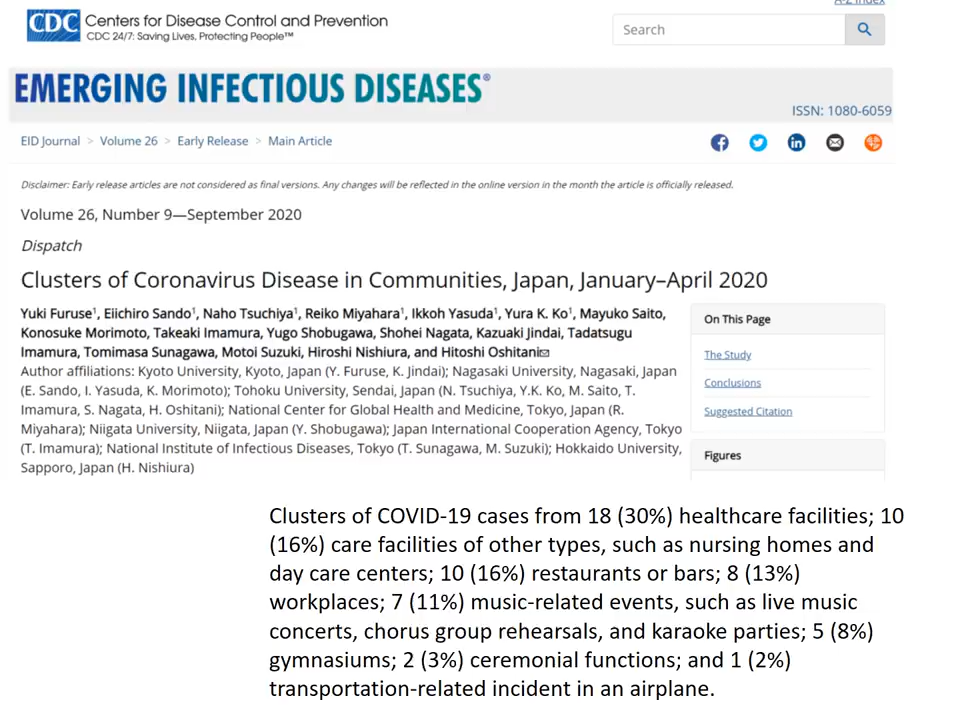 A-Z Index
CDC Centers for Disease Control and Prevention
CDC 24/7: Saving Lives, Protecting People™
Search
EMERGING INFECTIOUS DISEASES®
ISSN: 1080-6059
EID Journal > Volume 26 > Early Release > Main Article
Disclaimer: Early release articles are not considered as final versions. Any changes will be reflected in the online version in the month the article is officially released.
Volume 26, Number 9—September 2020
Dispatch
Clusters of Coronavirus Disease in Communities, Japan, January–April 2020
Yuki Furuse¹, Eiichiro Sando¹, Naho Tsuchiya¹, Reiko Miyahara¹, Ikkoh Yasuda¹, Yura K. Ko¹, Mayuko Saito,
Konosuke Morimoto, Takeaki Imamura, Yugo Shobugawa, Shohei Nagata, Kazuaki Jindai, Tadatsugu
Imamura, Tomimasa Sunagawa, Motoi Suzuki, Hiroshi Nishiura, and Hitoshi Oshitani
Author affiliations: Kyoto University, Kyoto, Japan (Y. Furuse, K. Jindai); Nagasaki University, Nagasaki, Japan
(E. Sando, I. Yasuda, K. Morimoto); Tohoku University, Sendai, Japan (N. Tsuchiya, Y.K. Ko, M. Saito, T.
Imamura, S. Nagata, H. Oshitani); National Center for Global Health and Medicine, Tokyo, Japan (R.
Miyahara); Niigata University, Niigata, Japan (Y. Shobugawa); Japan International Cooperation Agency, Tokyo
(T. Imamura); National Institute of Infectious Diseases, Tokyo (T. Sunagawa, M. Suzuki); Hokkaido University,
Sapporo, Japan (H. Nishiura)
On This Page
The Study
Conclusions
Suggested Citation
Figures
Clusters of COVID-19 cases from 18 (30%) healthcare facilities; 10
(16%) care facilities of other types, such as nursing homes and
day care centers; 10 (16%) restaurants or bars; 8 (13%)
workplaces; 7 (11%) music-related events, such as live music
concerts, chorus group rehearsals, and karaoke parties; 5 (8%)
gymnasiums; 2 (3%) ceremonial functions; and 1 (2%)
transportation-related incident in an airplane.